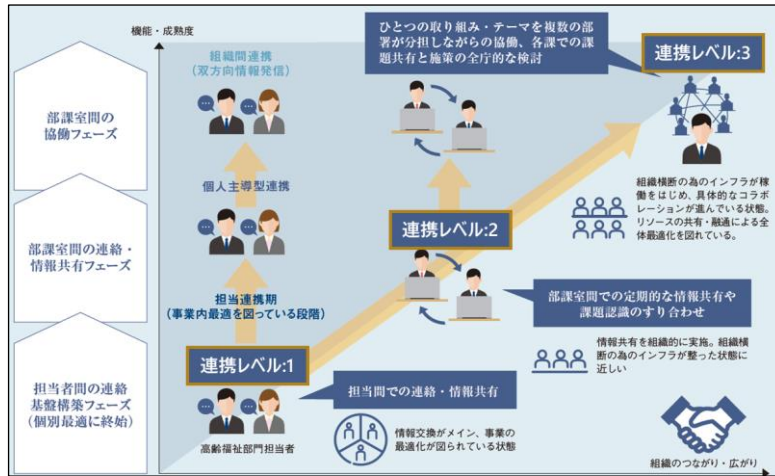 機能・成熟度
部課室間の
協働フェーズ
部課室間の連絡・
情報共有フェーズ
担当者間の連絡
基盤構築フェーズ
(個別最適に終始)
組織間連携
(双方向情報発信)
個人主導型連携
担当連携期
(事業内最適を図っている段階)
連携レベル:1
高齢福祉部門担当者
担当間での連絡・情報共有
情報交換がメイン、事業の
最適化が図られている状態
ひとつの取り組み・テーマを複数の部
署が分担しながらの協働、各課での課
題共有と施策の全庁的な検討
連携レベル:2
部課室間での定期的な情報共有や
課題認識のすり合わせ
情報共有を組織的に実施。組織横
断の為のインフラが整った状態に
近しい
連携レベル:3
組織横断の為のインフラが稼
働をはじめ、具体的なコラボ
レーションが進んでいる状態。
リソースの共有・融通による全
体最適化を図れている。
組織のつながり・広がり